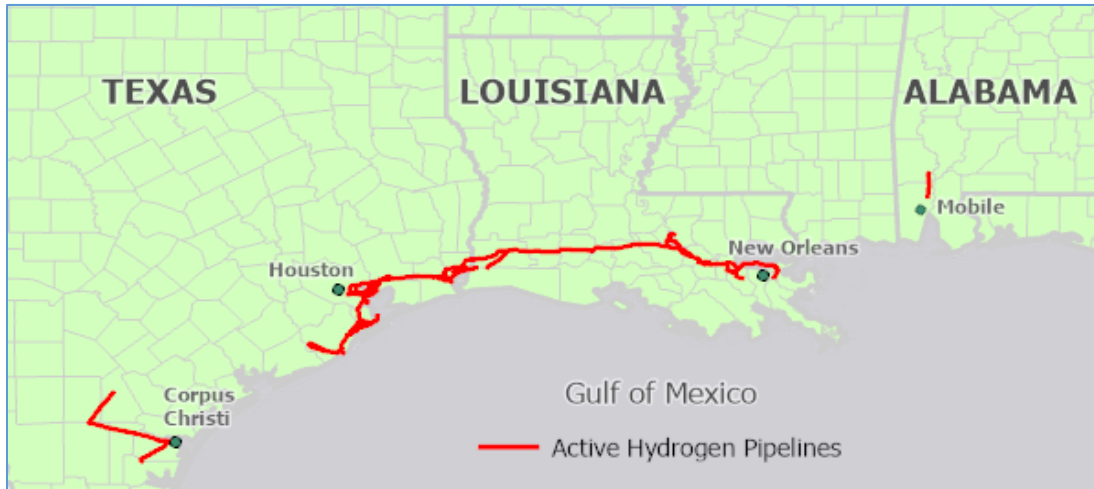 TEXAS
LOUISIANA
ALABAMA
Mobile
New Orleans
Houston
Corpus
Christi
Gulf of Mexico
Active Hydrogen Pipelines